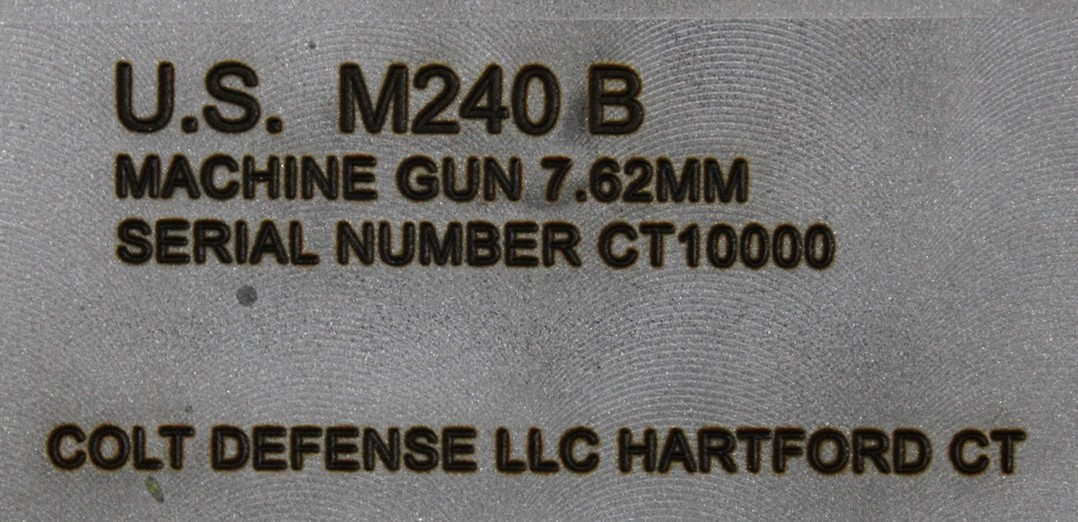 U.S. M240 B
MACHINE GUN 7.62MM
SERIAL NUMBER CT10000
COLT DEFENSE LLC HARTFORD CT